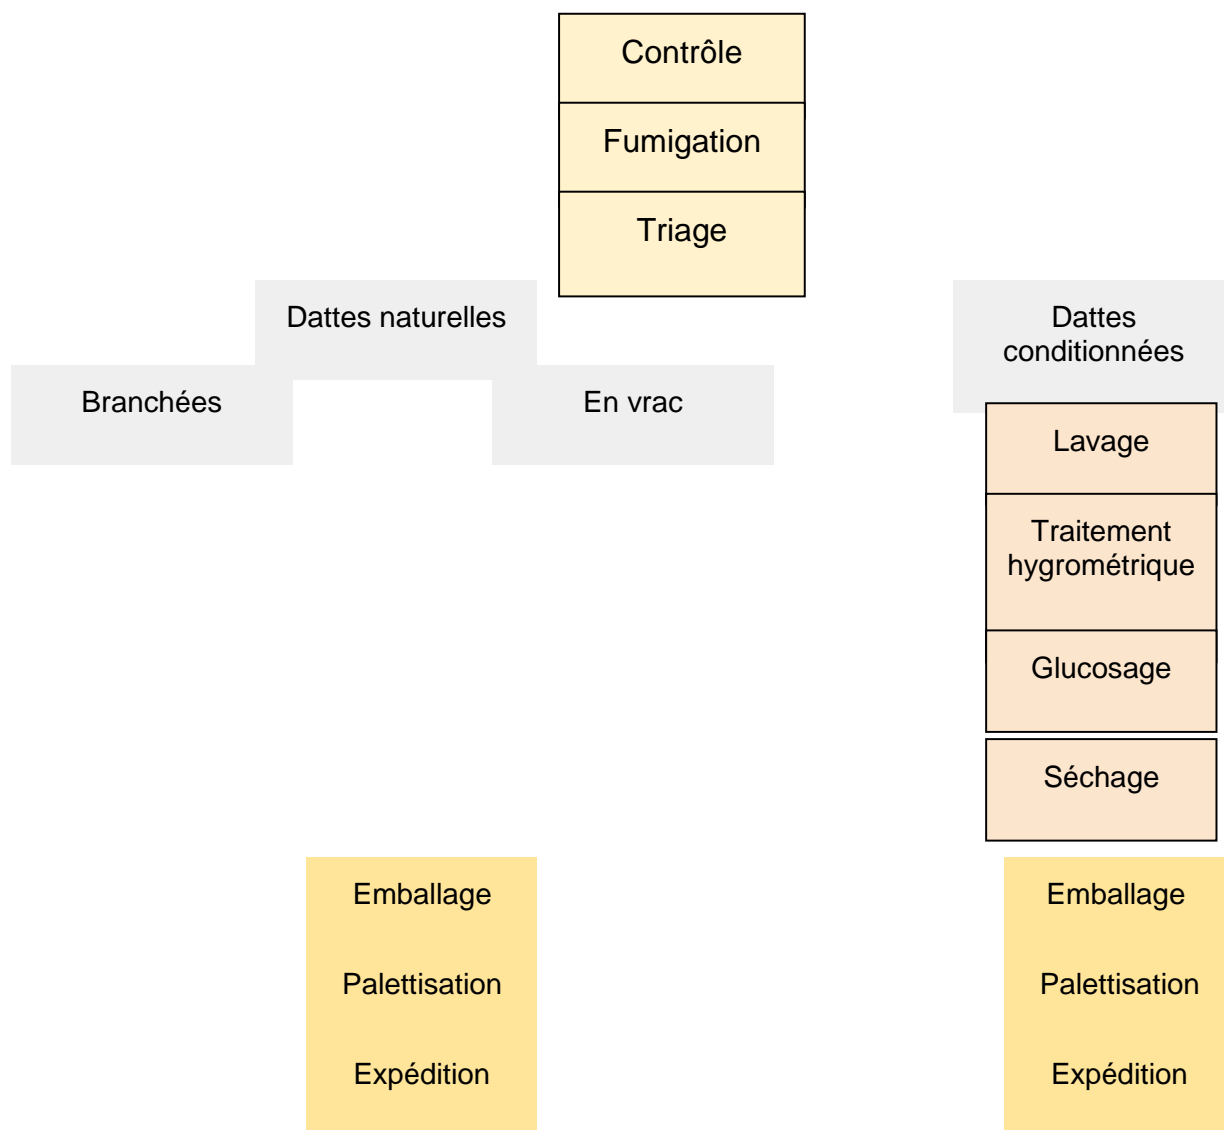 Contrôle
Fumigation
Triage
Dattes naturelles
Dattes
conditionnées
Branchées
En vrac
Lavage
Traitement
hygrométrique
Glucosage
Séchage
Emballage
Palettisation
Expédition
Emballage
Palettisation
Expédition